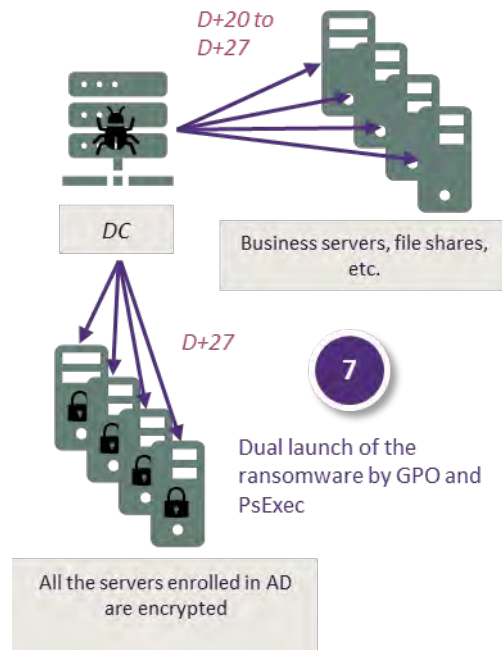 D+20 to
D+27
DC
Business servers, file shares,
etc.
D+27
7
Dual launch of the
ransomware by GPO and
PsExec
All the servers enrolled in AD
are encrypted